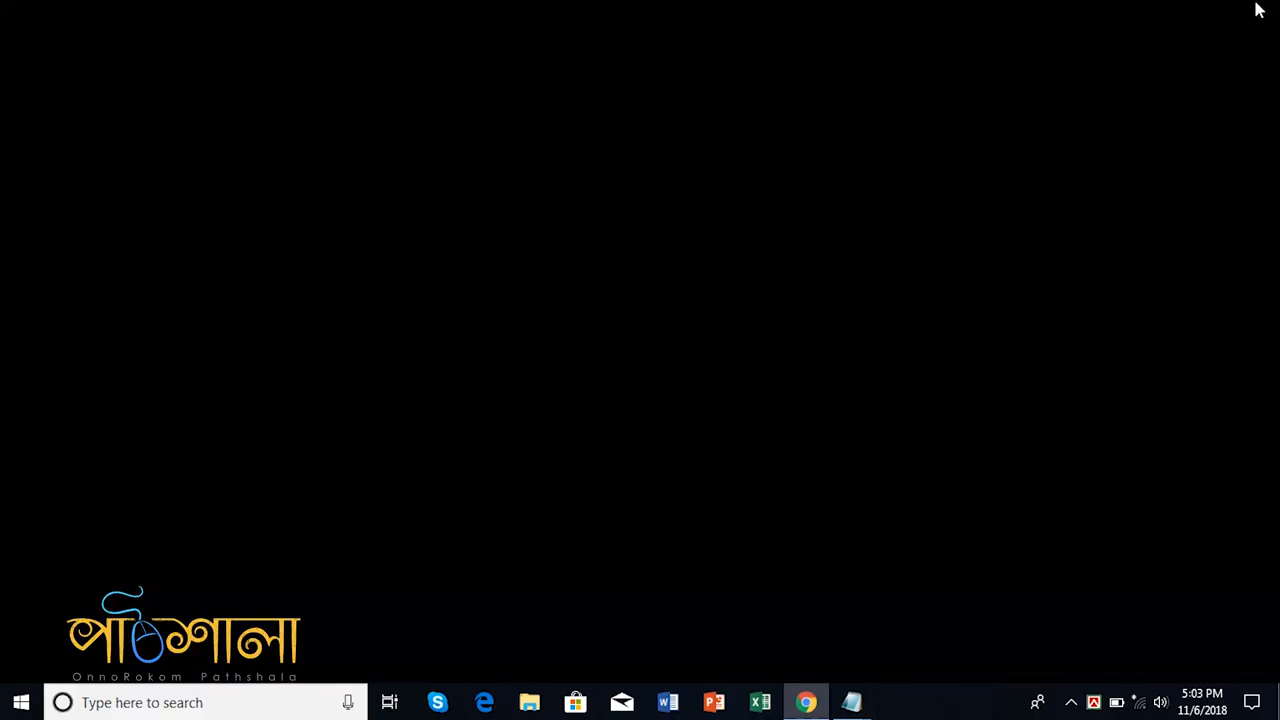 পাঠশালা
OnnoRokom Pathshala
Type here to search
5:03 PM
11/6/2018